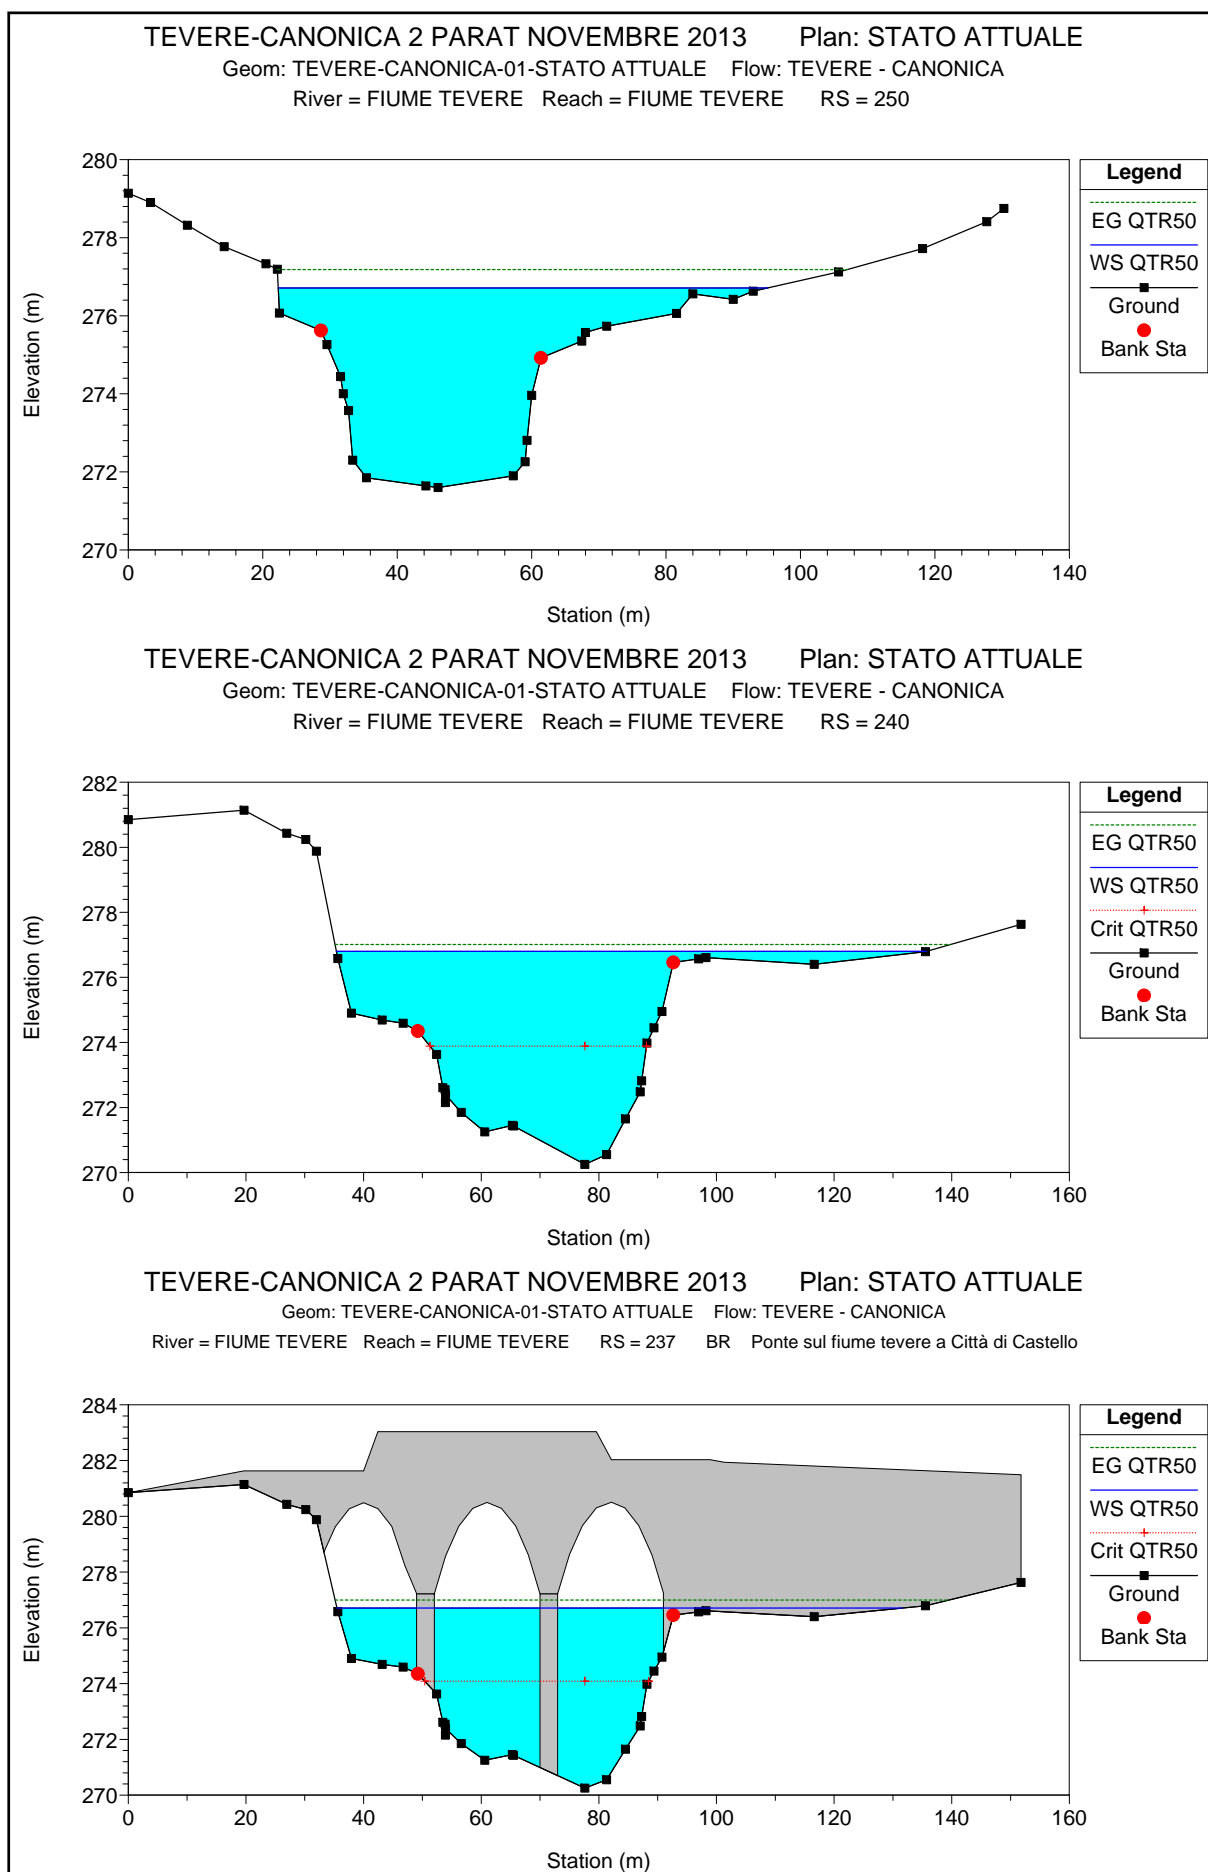 TEVERE-CANONICA 2 PARAT NOVEMBRE 2013 Plan: STATO ATTUALE
Geom: TEVERE-CANONICA-01-STATO ATTUALE Flow: TEVERE - CANONICA
River = FIUME TEVERE Reach = FIUME TEVERE RS = 250
280
278
276
274
272
270
Elevation (m)
0 20 40 60 80 100 120 140
Station (m)
Legend
EG QTR50
WS QTR50
Ground
Bank Sta
TEVERE-CANONICA 2 PARAT NOVEMBRE 2013 Plan: STATO ATTUALE
Geom: TEVERE-CANONICA-01-STATO ATTUALE Flow: TEVERE - CANONICA
River = FIUME TEVERE Reach = FIUME TEVERE RS = 240
282
280
278
276
274
272
270
Elevation (m)
0 20 40 60 80 100 120 140 160
Station (m)
Legend
EG QTR50
WS QTR50
Crit QTR50
Ground
Bank Sta
TEVERE-CANONICA 2 PARAT NOVEMBRE 2013 Plan: STATO ATTUALE
Geom: TEVERE-CANONICA-01-STATO ATTUALE Flow: TEVERE - CANONICA
River = FIUME TEVERE Reach = FIUME TEVERE RS = 237 BR Ponte sul fiume tevere a Città di Castello
284
282
280
278
276
274
272
270
Elevation (m)
0 20 40 60 80 100 120 140 160
Station (m)
Legend
EG QTR50
WS QTR50
Crit QTR50
Ground
Bank Sta